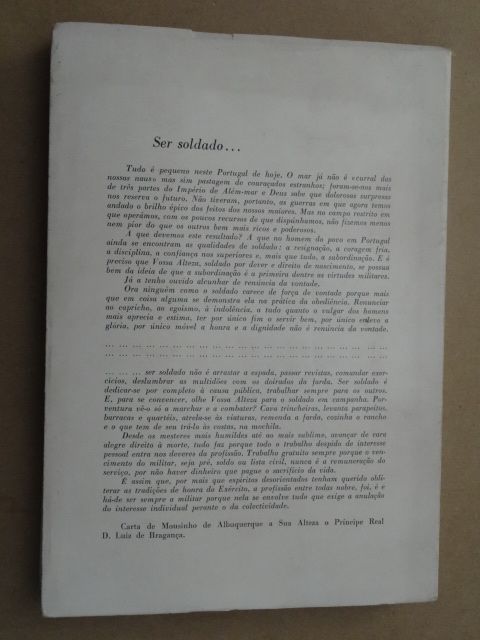 Ser soldado...
Tudo é pequeno neste Portugal de hoje. O mar já não é «curral das
nossas naus» mas sim pastagem de couraçados estranhos; foram-se-nos mais
de três partes do Império de Além-mar e Deus sabe que dolorosas surpresas
nos reserva o futuro. Não tiveram, portanto, as guerras em que agora temos
andado o brilho épico dos feitos dos nossos maiores. Mas no campo restrito em
que operámos, com os poucos recursos de que dispúnhamos, não fizemos menos
nem pior do que os outros bem mais ricos e poderosos.
A que devemos este resultado? A que no homem do povo em Portugal
ainda se encontram as qualidades de soldado: a resignação, a coragem fria,
a disciplina, a confiança nos superiores e, mais que tudo, a subordinação. E é
preciso que Vossa Alteza, soldado por dever e direito de nascimento, se possua
bem da ideia de que a subordinação é a primeira dentre as virtudes militares.
Já a tenho ouvido alcunhar de renúncia da vontade.
Ora ninguém como o soldado carece de força de vontade porque mais
que em coisa alguma se demonstra ela na prática da obediência. Renunciar
ao capricho, ao egoísmo, à indolência, a tudo quanto o vulgar dos homens
mais aprecia e estima, ter por único fim o servir bem, por único enlevo a
glória, por único móvel a honra e a dignidade não é renúncia da vontade.
... ... ... ... ... ... ... ... ... ... ... ... ... ... ... ... ... ... ... ...
... ... ... ... ... ... ... ... ... ... ... ... ... ... ... ... ... ... ... ...
... ... ... ser soldado não é arrastar a espada, passar revistas, comandar exer-
cícios, deslumbrar as multidões com os doirados da farda. Ser soldado é
dedicar-se por completo à causa pública, trabalhar sempre para os outros.
E, para se convencer, olhe Vossa Alteza para o soldado em campanha. Por-
ventura vê-o só a marchar e a combater? Cava trincheiras, levanta parapeitos,
barracas e quartéis, atrela-se às viaturas, remenda a farda, cozinha o rancho
e o que tem de seu trá-lo às costas, na mochila.
Desde os mesteres mais humildes até ao mais sublime, avançar de cara
alegre direito à morte, tudo faz porque todo o trabalho despido de interesse
pessoal entra nos deveres da profissão. Trabalho gratuito sempre porque o ven-
cimento do militar, seja pré, soldo ou lista civil, nunca é a remuneração do
serviço, por não haver dinheiro que pague o sacrifício da vida.
É assim que, por mais que espíritos desorientados tenham querido obli-
terar as tradições de honra do Exército, a profissão entre todas nobre, foi, é e
há-de ser sempre a militar porque nela se envolve tudo que exige a anulação
do interesse individual perante o da colectividade.
Carta de Mousinho de Albuquerque a Sua Alteza o Príncipe Real
D. Luiz de Bragança.